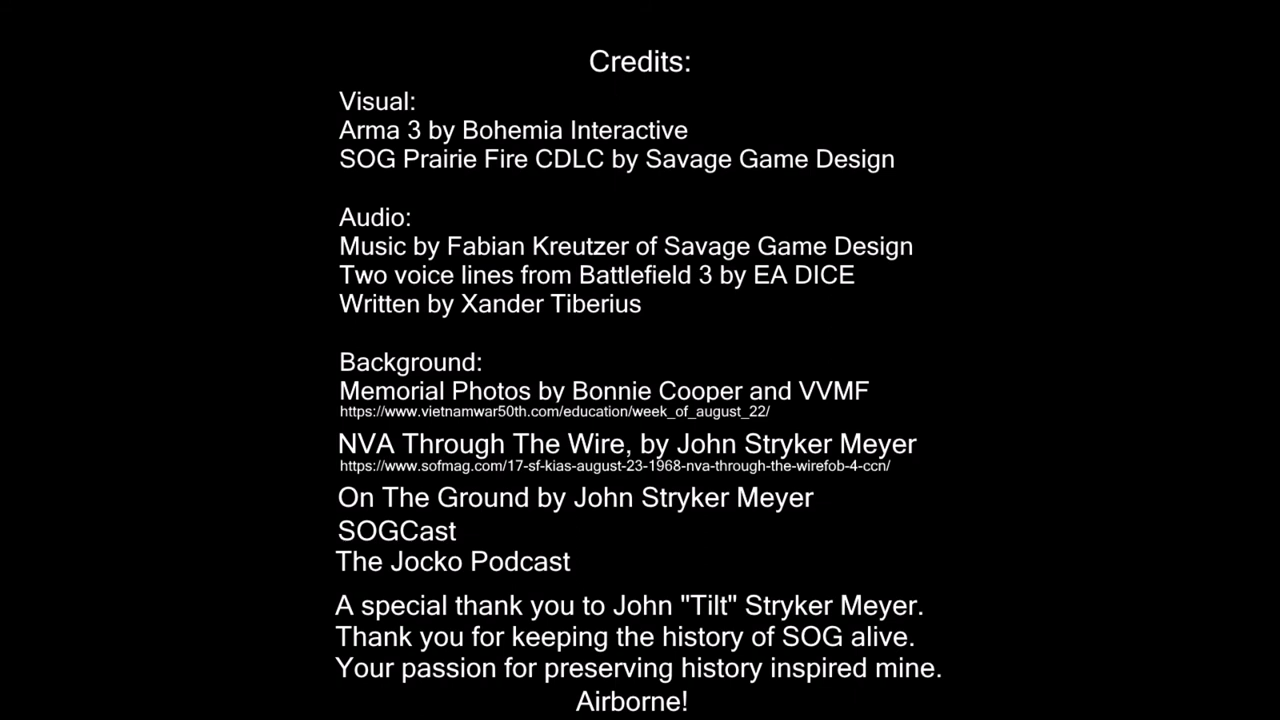 Credits:
Visual:
Arma 3 by Bohemia Interactive
SOG Prairie Fire CDLC by Savage Game Design
Audio:
Music by Fabian Kreutzer of Savage Game Design
Two voice lines from Battlefield 3 by EA DICE
Written by Xander Tiberius
Background:
Memorial Photos by Bonnie Cooper and VVMF
https://www.vietnamwar50th.com/education/week_of_august_22/
NVA Through The Wire, by John Stryker Meyer
https://www.sofmag.com/17-sf-kias-august-23-1968-nva-through-the-wirefob-4-ccn/
On The Ground by John Stryker Meyer
SOGCast
The Jocko Podcast
A special thank you to John "Tilt" Stryker Meyer.
Thank you for keeping the history of SOG alive.
Your passion for preserving history inspired mine.
Airborne!